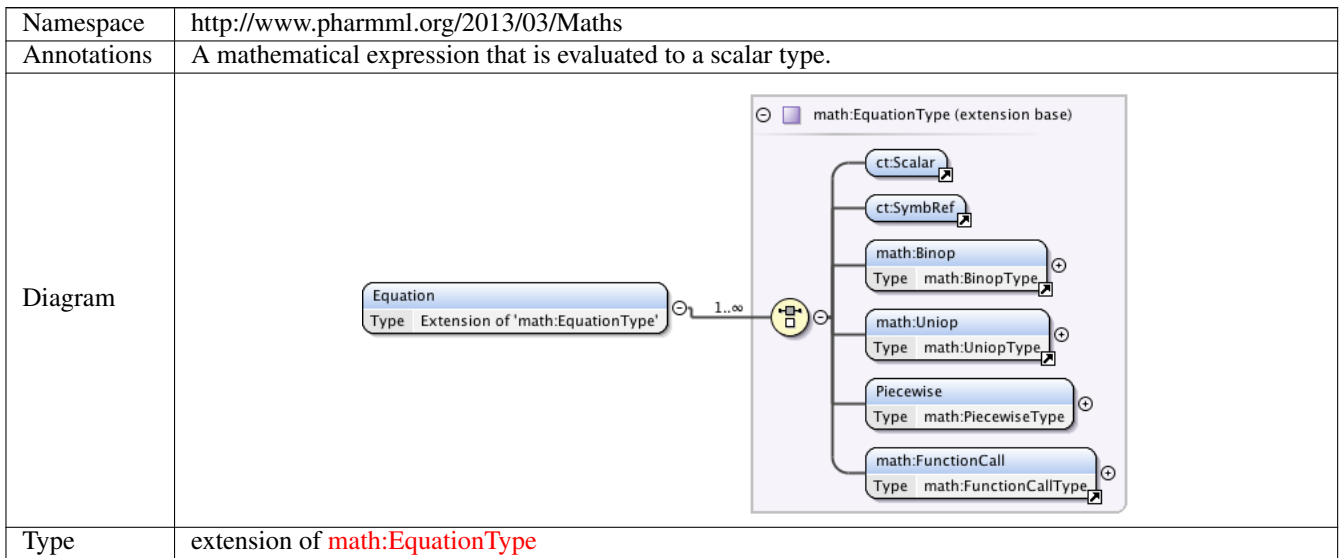 Namespace http://www.pharmml.org/2013/03/Maths
Annotations A mathematical expression that is evaluated to a scalar type.
Diagram
math:EquationType (extension base)
ct:Scalar
ct:SymbRef
math:Binop
Type math:BinopType
Equation
Type Extension of 'math:EquationType'
1..∞
math:Uniop
Type math:UniopType
Piecewise
Type math:PiecewiseType
math:FunctionCall
Type math:FunctionCallType
Type extension of math:EquationType